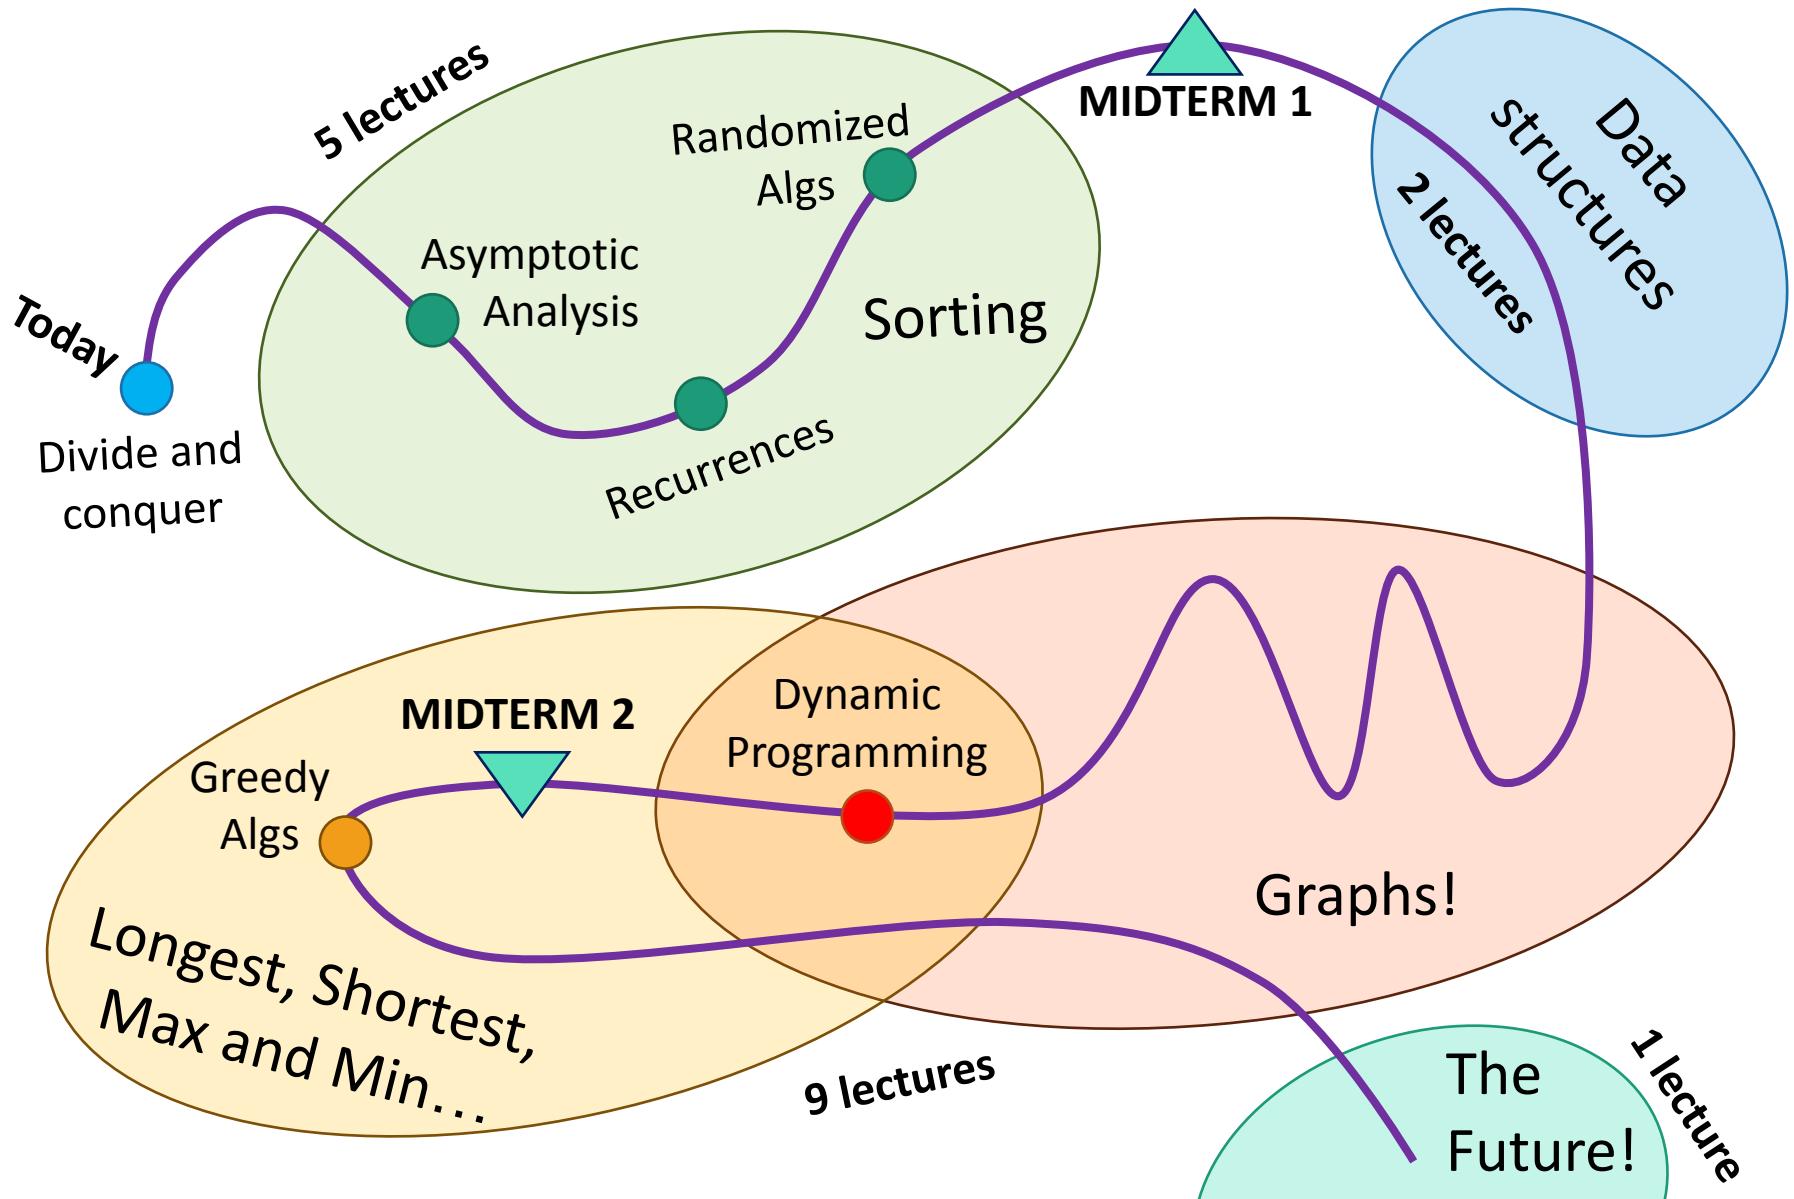 5 lectures
Randomized
Algs
MIDTERM 1
Data
structures
2 lectures
Asymptotic
Analysis
Sorting
Today
Divide and
conquer
Recurrences
Dynamic
Programming
MIDTERM 2
Greedy
Algs
Graphs!
Longest, Shortest,
Max and Min…
9 lectures
The
Future!
1 lecture